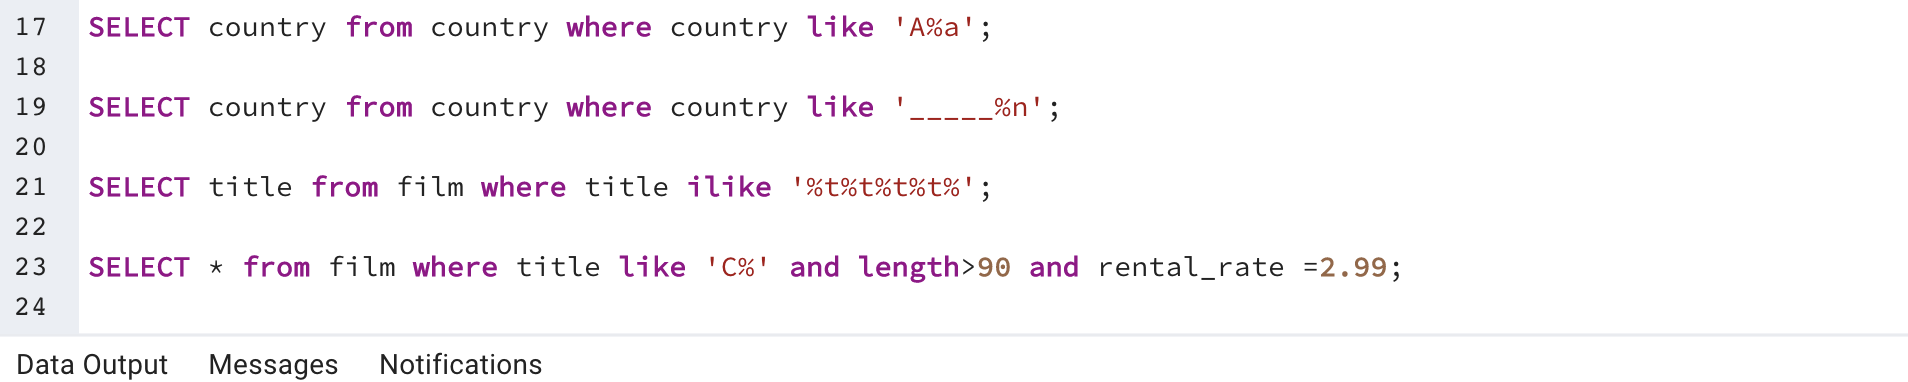 17 SELECT country from country where country like 'A%a';
18
19 SELECT country from country where country like '_____%n';
20
21 SELECT title from film where title ilike '%t%t%t%t%';
22
23 SELECT * from film where title like 'C%' and length>90 and rental_rate =2.99;
24
Data Output Messages Notifications